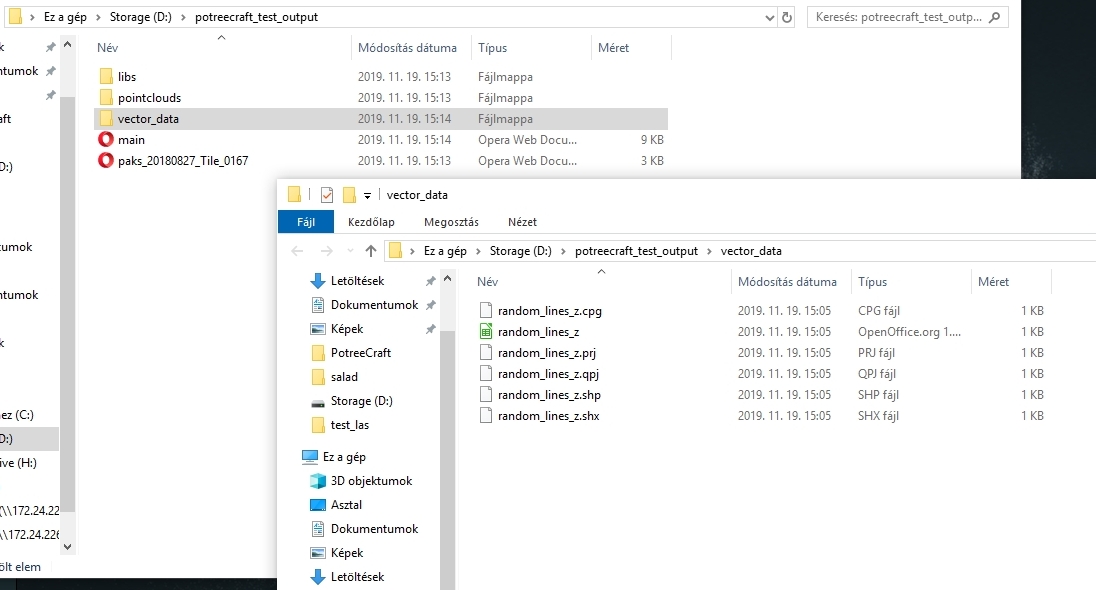 Ez a gép Storage (D:) potreecraft_test_output Keresés: potreecraft_test_outp...
Név Módosítás dátuma Típus Méret
libs 2019. 11. 19. 15:13 Fájlmappa
pointclouds 2019. 11. 19. 15:13 Fájlmappa
vector_data 2019. 11. 19. 15:14 Fájlmappa
main 2019. 11. 19. 15:14 Opera Web Docu... 9 KB
paks_20180827_Tile_0167 2019. 11. 19. 15:13 Opera Web Docu... 3 KB
k
ntumok
aft
D:)
tumok
ntumok
k
ez (C:)
D:)
ive (H:)
(\\172.24.22
\\172.24.226
ölt elem
vector_data
Fájl Kezdőlap Megosztás Nézet
Ez a gép Storage (D:) potreecraft_test_output vector_data
Letöltések
Dokumentumok
Képek
PotreeCraft
salad
Storage (D:)
test_las
Ez a gép
3D objektumok
Asztal
Dokumentumok
Képek
Letöltések
Név Módosítás dátuma Típus Méret
random_lines_z.cpg 2019. 11. 19. 15:05 CPG fájl 1 KB
random_lines_z 2019. 11. 19. 15:05 OpenOffice.org 1.... 1 KB
random_lines_z.prj 2019. 11. 19. 15:05 PRJ fájl 1 KB
random_lines_z.qpj 2019. 11. 19. 15:05 QPJ fájl 1 KB
random_lines_z.shp 2019. 11. 19. 15:05 SHP fájl 1 KB
random_lines_z.shx 2019. 11. 19. 15:05 SHX fájl 1 KB